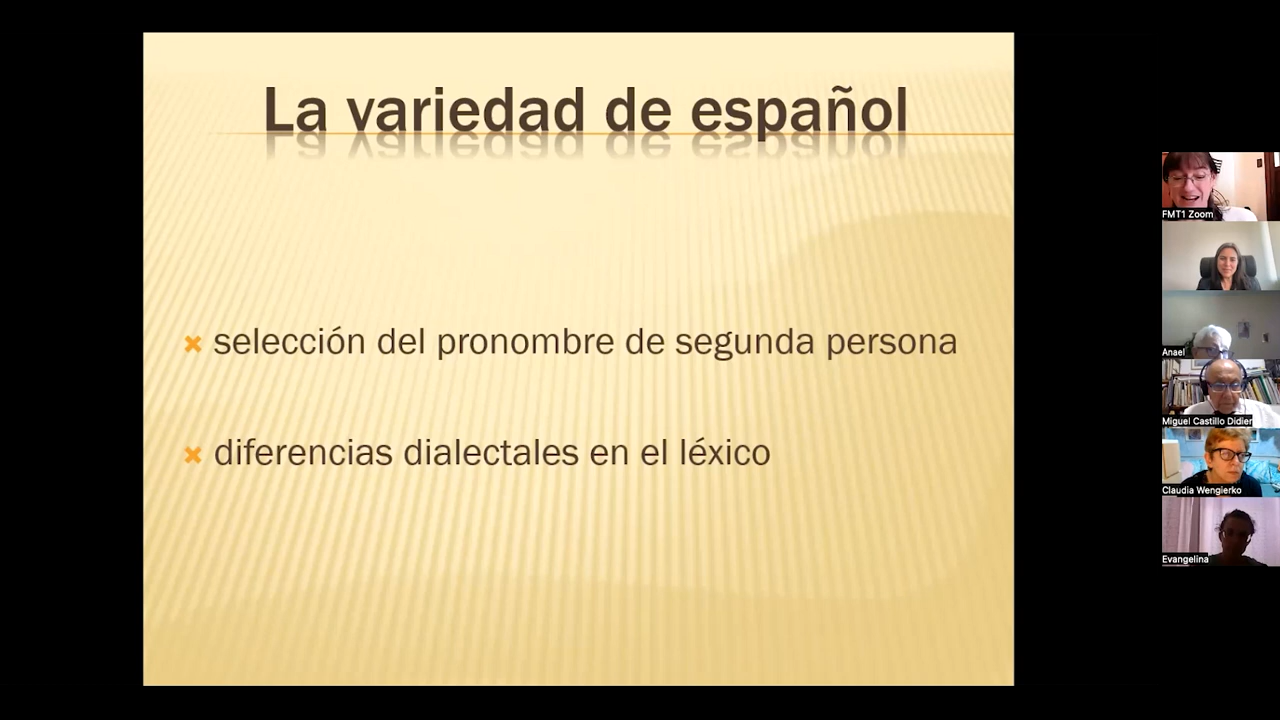 La variedad de español
selección del pronombre de segunda persona
diferencias dialectales en el léxico
FMT1 Zoom
Anael
Miguel Castillo Didier
Claudia Wengierko
Evangelina